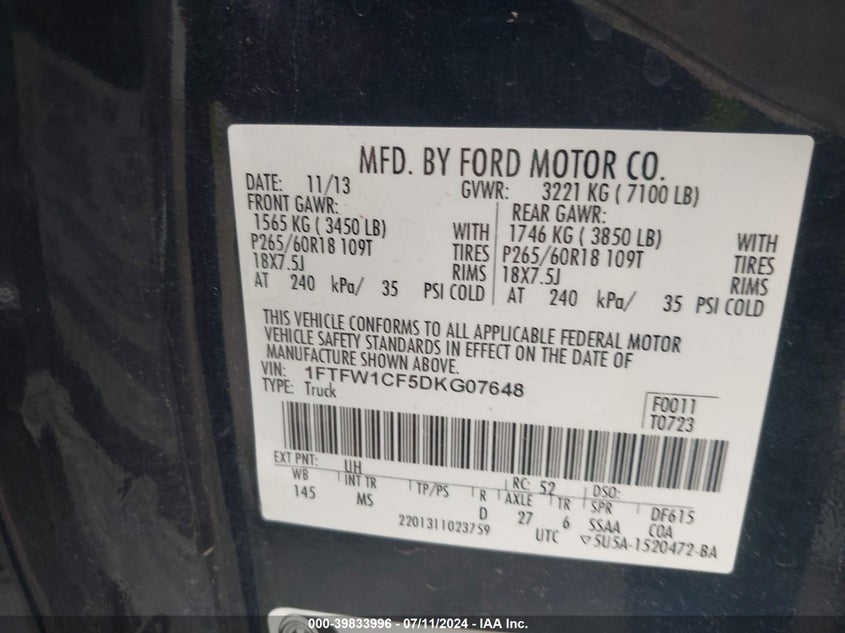 MFD. BY FORD MOTOR CO.
DATE: 11/13 GVWR: 3221 KG ( 7100 LB)
FRONT GAWR: REAR GAWR:
1565 KG ( 3450 LB) WITH 1746 KG ( 3850 LB) WITH
P265/60R18 109T TIRES P265/60R18 109T TIRES
18X7.5J RIMS 18X7.5J RIMS
AT 240 kPa/ 35 PSI COLD AT 240 kPa/ 35 PSI COLD
THIS VEHICLE CONFORMS TO ALL APPLICABLE FEDERAL MOTOR
VEHICLE SAFETY STANDARDS IN EFFECT ON THE DATE OF
MANUFACTURE SHOWN ABOVE.
VIN: 1FTFW1CF5DKG07648
TYPE: Truck
F0011
T0723
EXT PNT: UH RC: 52 DSO:
WB INT TR TP/PS R AXLE TR SPR DF615
145 MS D 27 6 SSAA COA
2201311023759 UTC ▽5U5A-1520472-BA
000-39833996 - 07/11/2024 - IAA Inc.